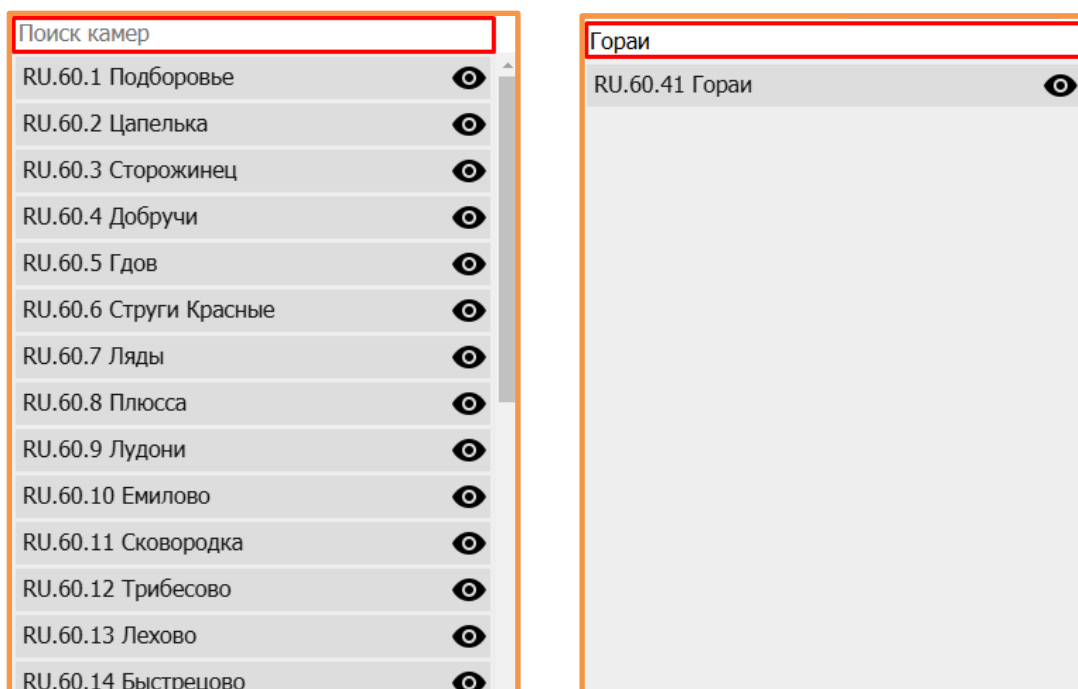 Поиск камер
RU.60.1 Подборовье
RU.60.2 Цапелька
RU.60.3 Сторожинец
RU.60.4 Добручи
RU.60.5 Гдов
RU.60.6 Струги Красные
RU.60.7 Ляды
RU.60.8 Плюсса
RU.60.9 Лудони
RU.60.10 Емилово
RU.60.11 Сковородка
RU.60.12 Трибесово
RU.60.13 Лехово
RU.60.14 Быстрецово
Гораи
RU.60.41 Гораи